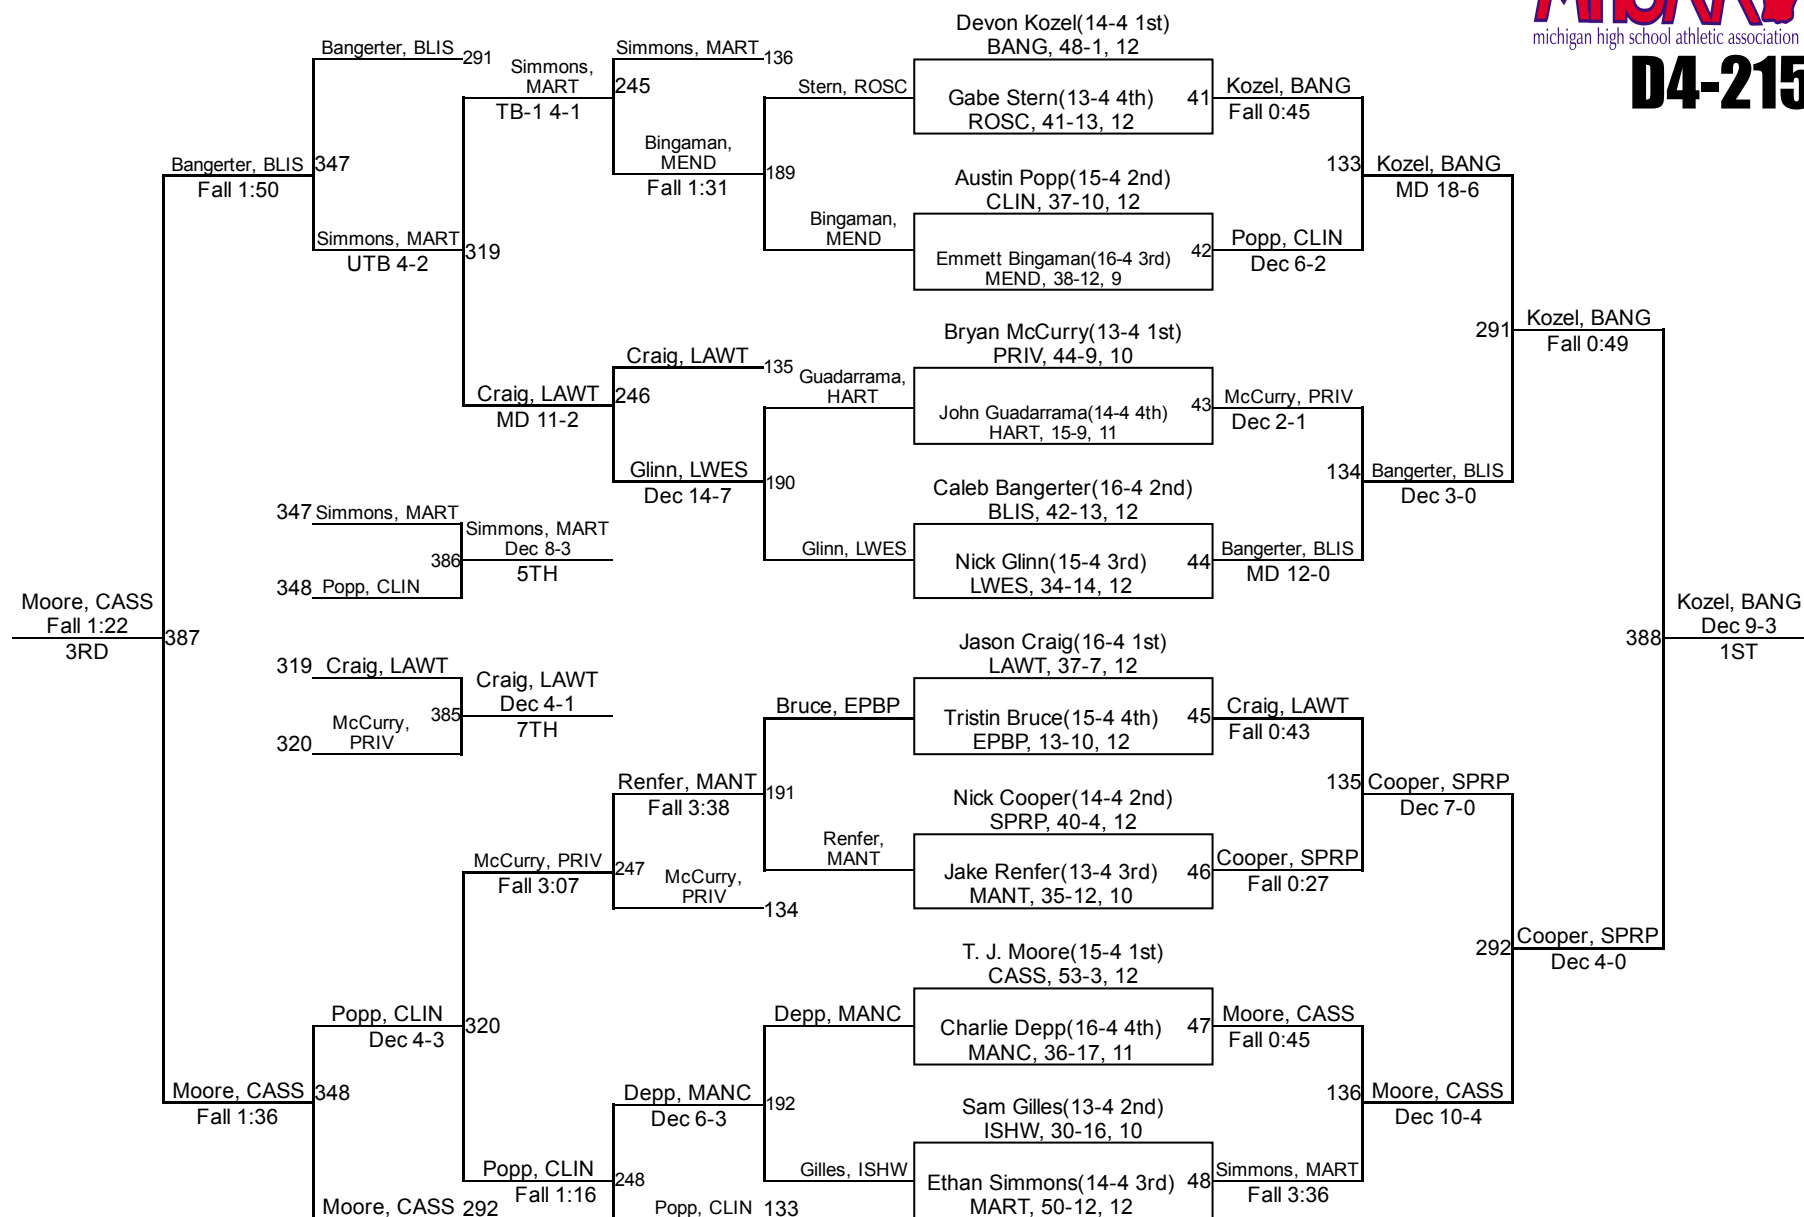 MHSAA
michigan high school athletic association
D4-215
Devon Kozel(14-4 1st)
BANG, 48-1, 12
Gabe Stern(13-4 4th)
ROSC, 41-13, 12
41
Kozel, BANG
Fall 0:45
Austin Popp(15-4 2nd)
CLIN, 37-10, 12
Emmett Bingaman(16-4 3rd)
MEND, 38-12, 9
42
Popp, CLIN
Dec 6-2
133
Kozel, BANG
MD 18-6
Bryan McCurry(13-4 1st)
PRIV, 44-9, 10
John Guadarrama(14-4 4th)
HART, 15-9, 11
43
McCurry, PRIV
Dec 2-1
Caleb Bangerter(16-4 2nd)
BLIS, 42-13, 12
Nick Glinn(15-4 3rd)
LWES, 34-14, 12
44
Bangerter, BLIS
MD 12-0
134
Bangerter, BLIS
Dec 3-0
291
Kozel, BANG
Fall 0:49
Jason Craig(16-4 1st)
LAWT, 37-7, 12
Tristin Bruce(15-4 4th)
EPBP, 13-10, 12
45
Craig, LAWT
Fall 0:43
Nick Cooper(14-4 2nd)
SPRP, 40-4, 12
Jake Renfer(13-4 3rd)
MANT, 35-12, 10
46
Cooper, SPRP
Fall 0:27
135
Cooper, SPRP
Dec 7-0
T. J. Moore(15-4 1st)
CASS, 53-3, 12
Charlie Depp(16-4 4th)
MANC, 36-17, 11
47
Moore, CASS
Fall 0:45
Sam Gilles(13-4 2nd)
ISHW, 30-16, 10
Ethan Simmons(14-4 3rd)
MART, 50-12, 12
48
Simmons, MART
Fall 3:36
136
Moore, CASS
Dec 10-4
292
Cooper, SPRP
Dec 4-0
388
Kozel, BANG
Dec 9-3
1ST
Stern, ROSC
Bingaman,
MEND
189
Simmons, MART
136
Bingaman,
MEND
Fall 1:31
245
Simmons,
MART
TB-1 4-1
Guadarrama,
HART
Glinn, LWES
190
Craig, LAWT
135
Glinn, LWES
Dec 14-7
246
Craig, LAWT
MD 11-2
319
Bangerter, BLIS
291
Simmons, MART
UTB 4-2
347
Bangerter, BLIS
Fall 1:50
347
Simmons, MART
348
Popp, CLIN
386
Simmons, MART
Dec 8-3
5TH
319
Craig, LAWT
320
McCurry,
PRIV
385
Craig, LAWT
Dec 4-1
7TH
Moore, CASS
Fall 1:22
3RD
387
Bruce, EPBP
Renfer,
MANT
191
Renfer, MANT
Fall 3:38
McCurry,
PRIV
134
247
McCurry, PRIV
Fall 3:07
Depp, MANC
Gilles, ISHW
192
Depp, MANC
Dec 6-3
Popp, CLIN
133
248
Popp, CLIN
Fall 1:16
320
Popp, CLIN
Dec 4-3
Moore, CASS
292
348
Moore, CASS
Fall 1:36